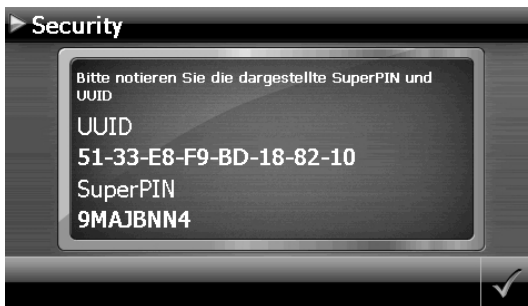 Security
Bitte notieren Sie die dargestellte SuperPIN und
UUID
UUID
51-33-E8-F9-BD-18-82-10
SuperPIN
9MAJBNN4